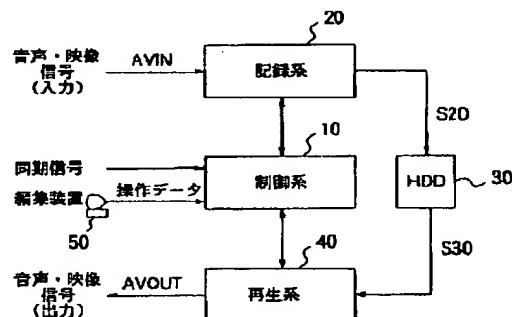 20
音声・映像
信号
(入力)
AVIN
記録系
S20
10
同期信号
制御系
HDD
30
編集装置
操作データ
50
40
S30
音声・映像
信号
(出力)
AVOUT
再生系